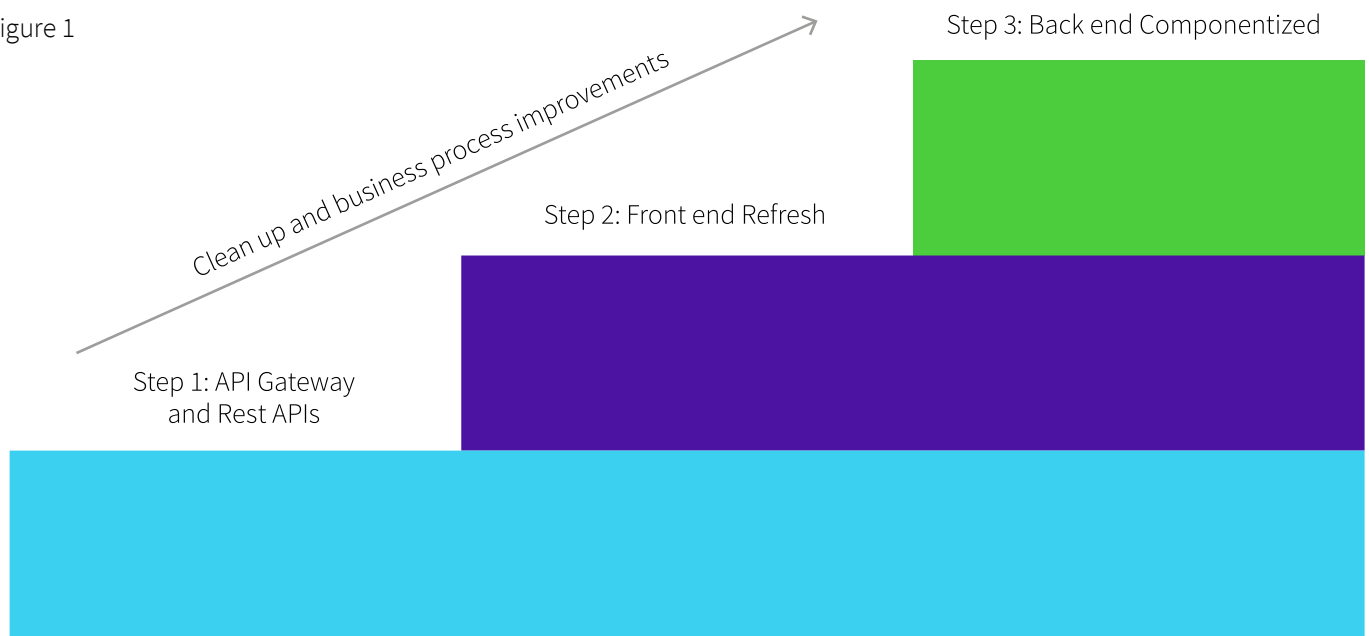 igure 1
Step 3: Back end Componentized
Clean up and business process improvements
Step 2: Front end Refresh
Step 1: API Gateway
and Rest APIs